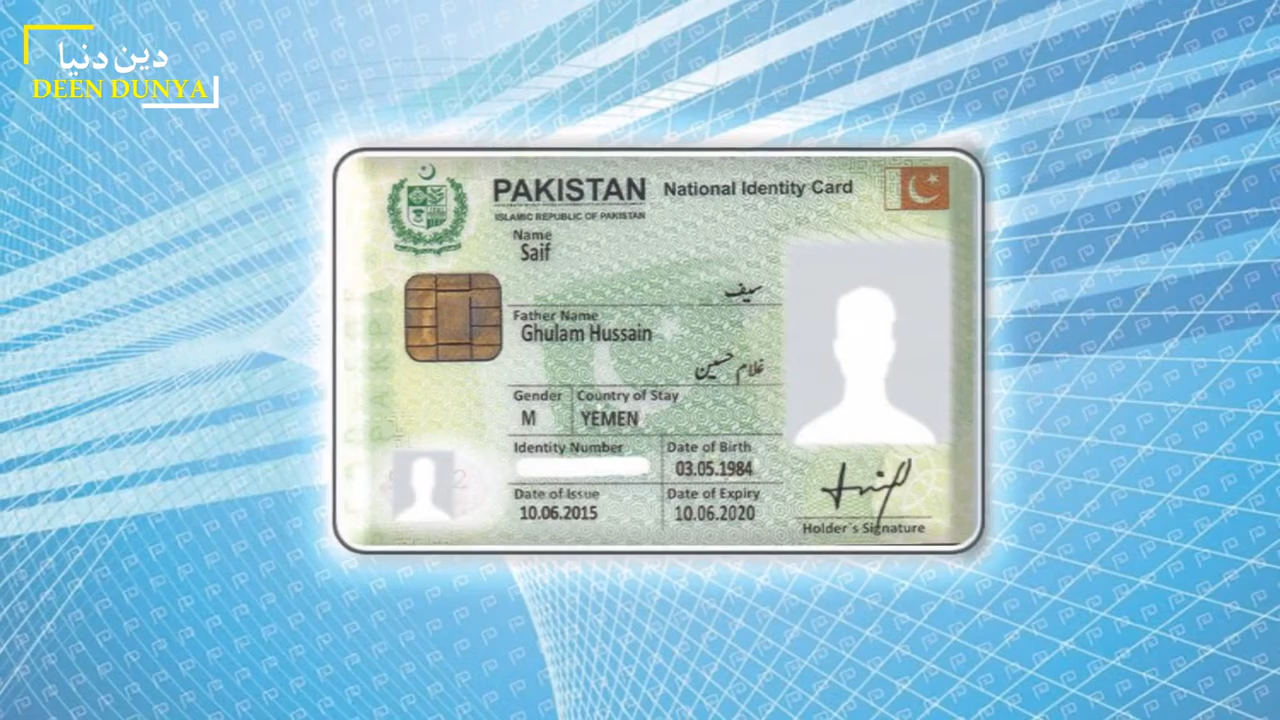 دین دنیا
DEEN DUNYA
PAKISTAN National Identity Card
ISLAMIC REPUBLIC OF PAKISTAN
Name
Saif
سیف
Father Name
Ghulam Hussain
غلام حسین
Gender Country of Stay
M YEMEN
Identity Number Date of Birth
03.05.1984
Date of Issue Date of Expiry
10.06.2015 10.06.2020
Holder`s Signature